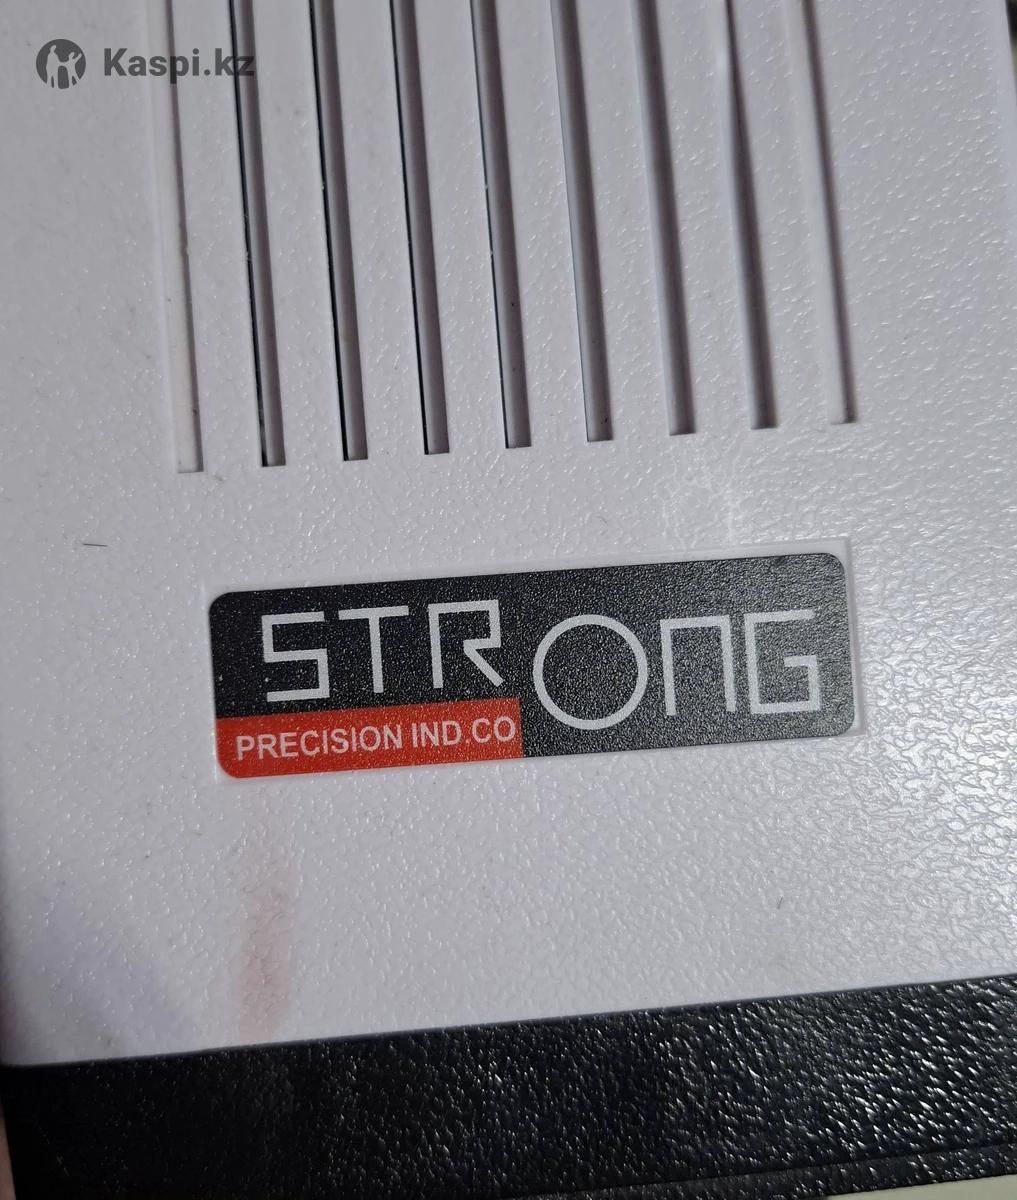 Kaspi.kz
STRONG
PRECISION IND.CO